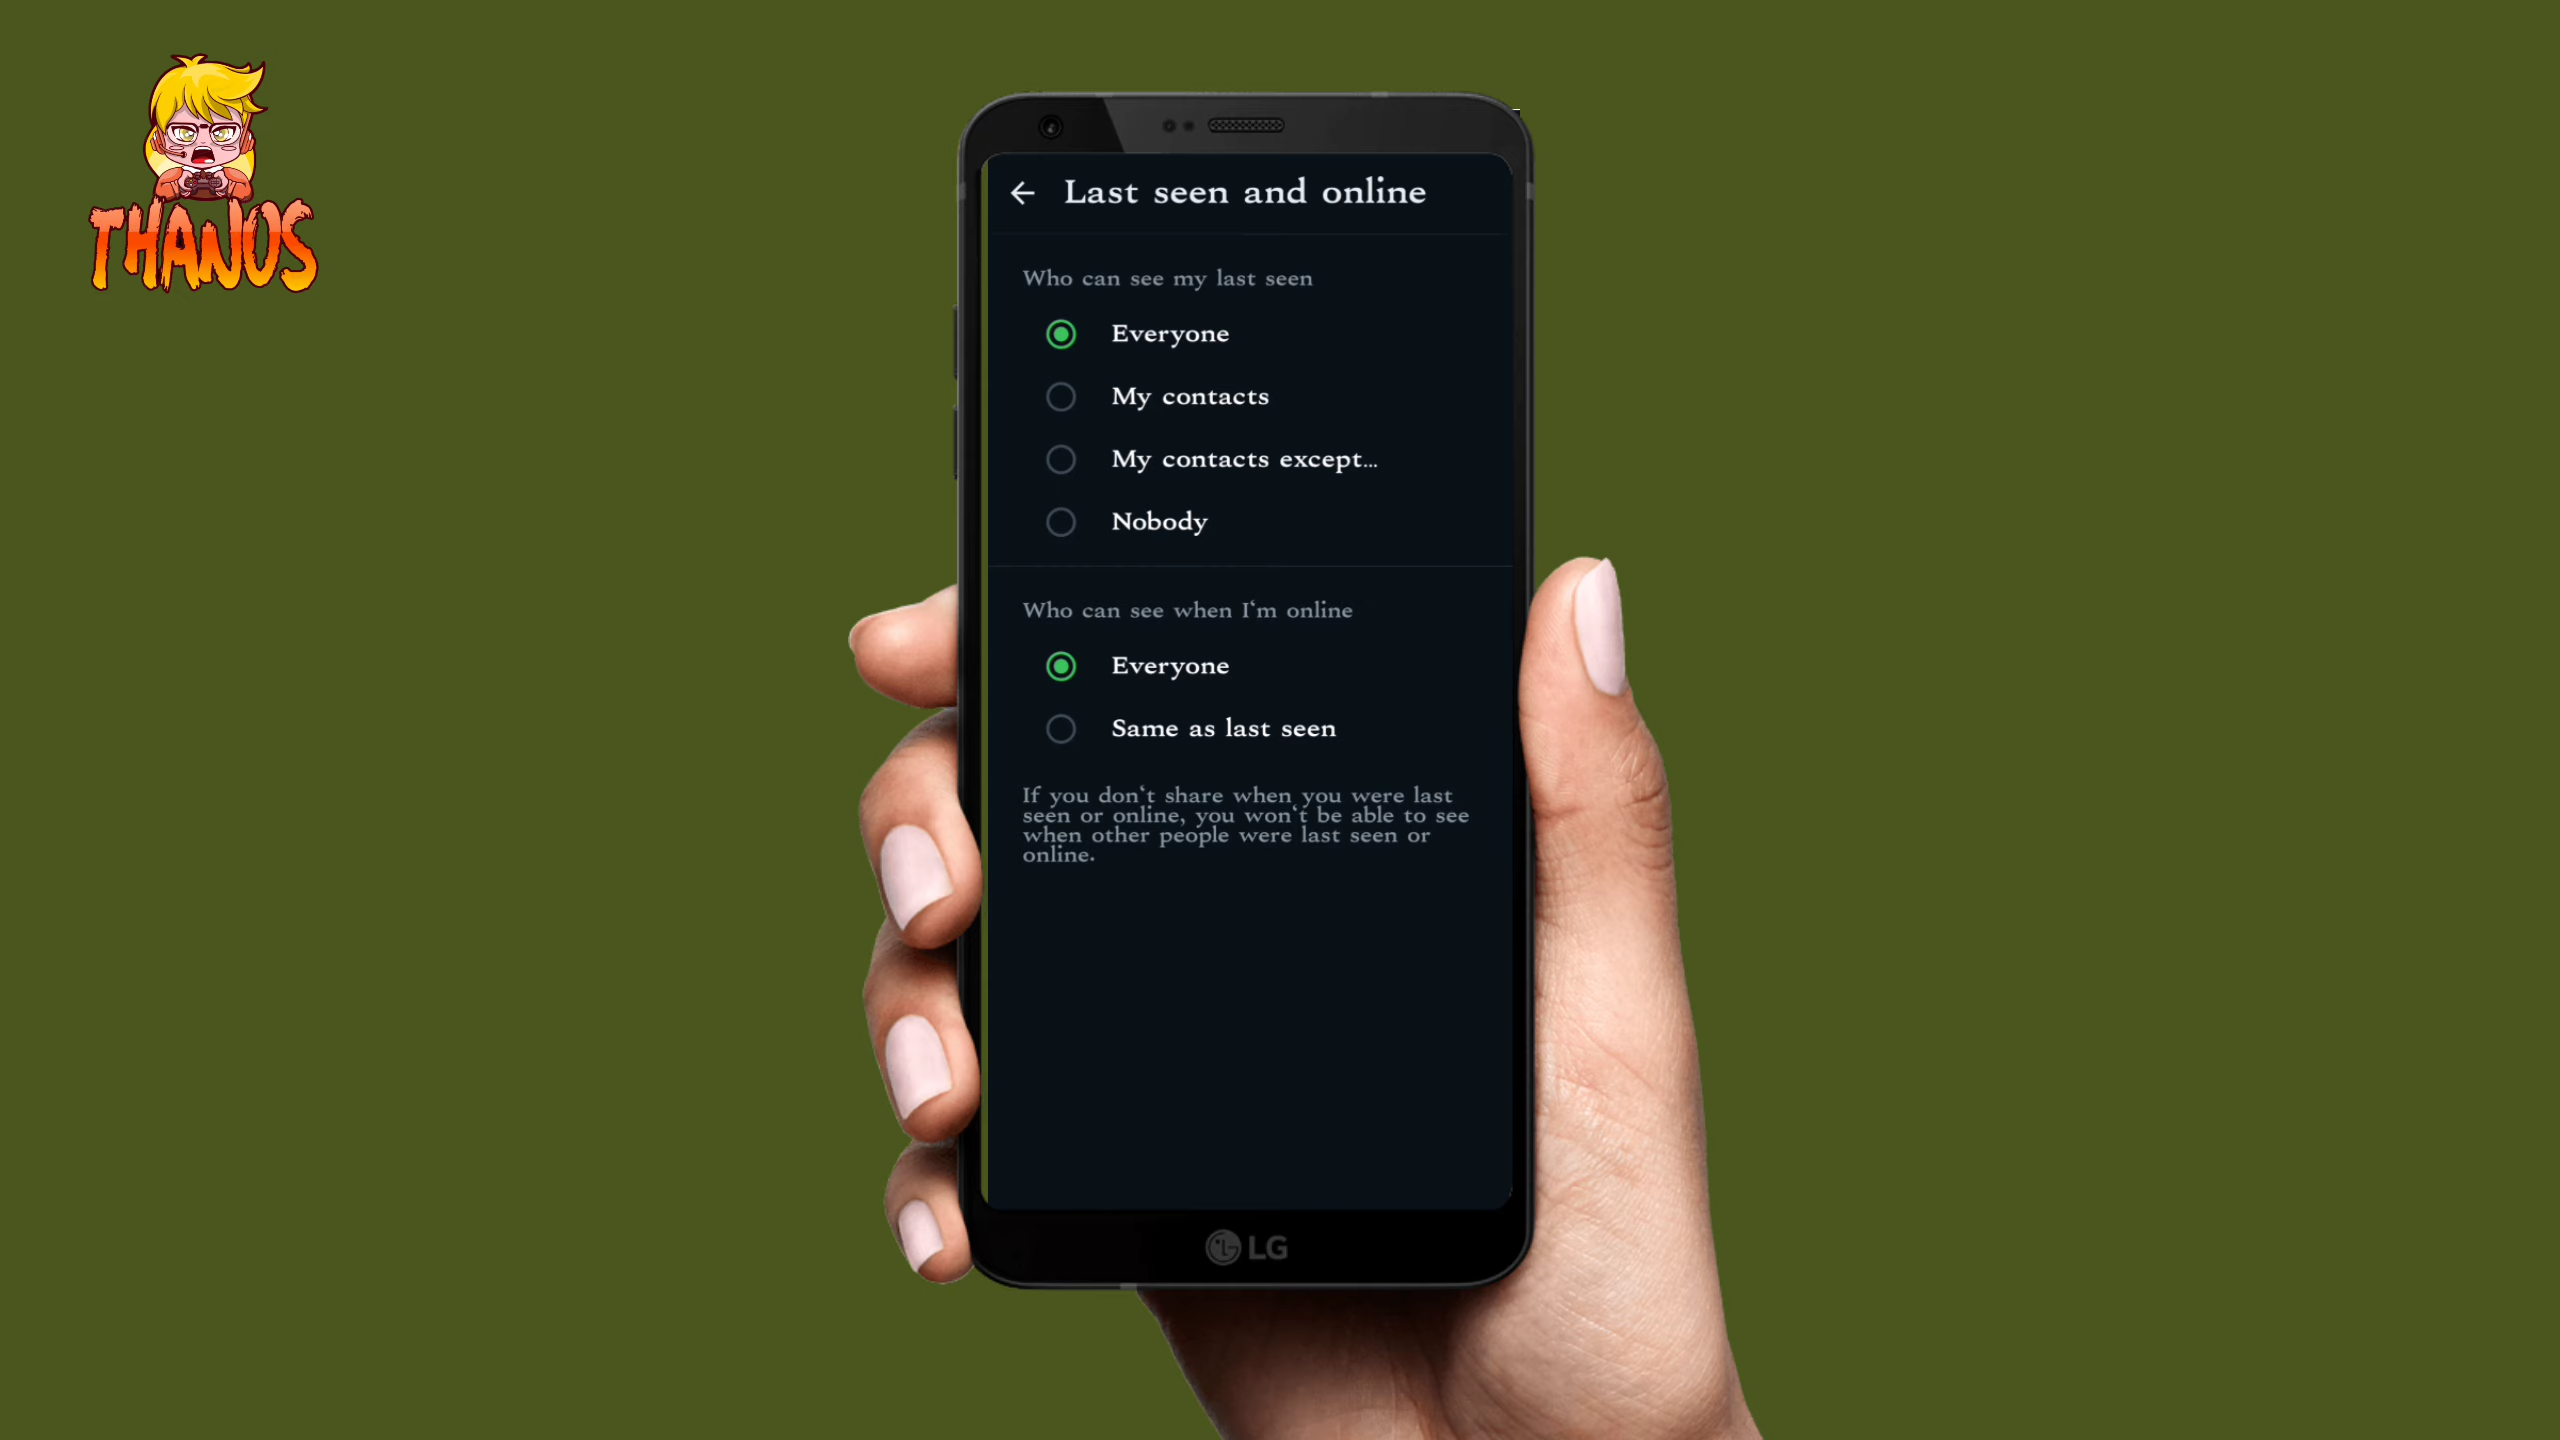 THANOS
Last seen and online
Who can see my last seen
Everyone
My contacts
My contacts except...
Nobody
Who can see when I‘m online
Everyone
Same as last seen
If you don‘t share when you were last
seen or online, you won‘t be able to see
when other people were last seen or
online.
LG